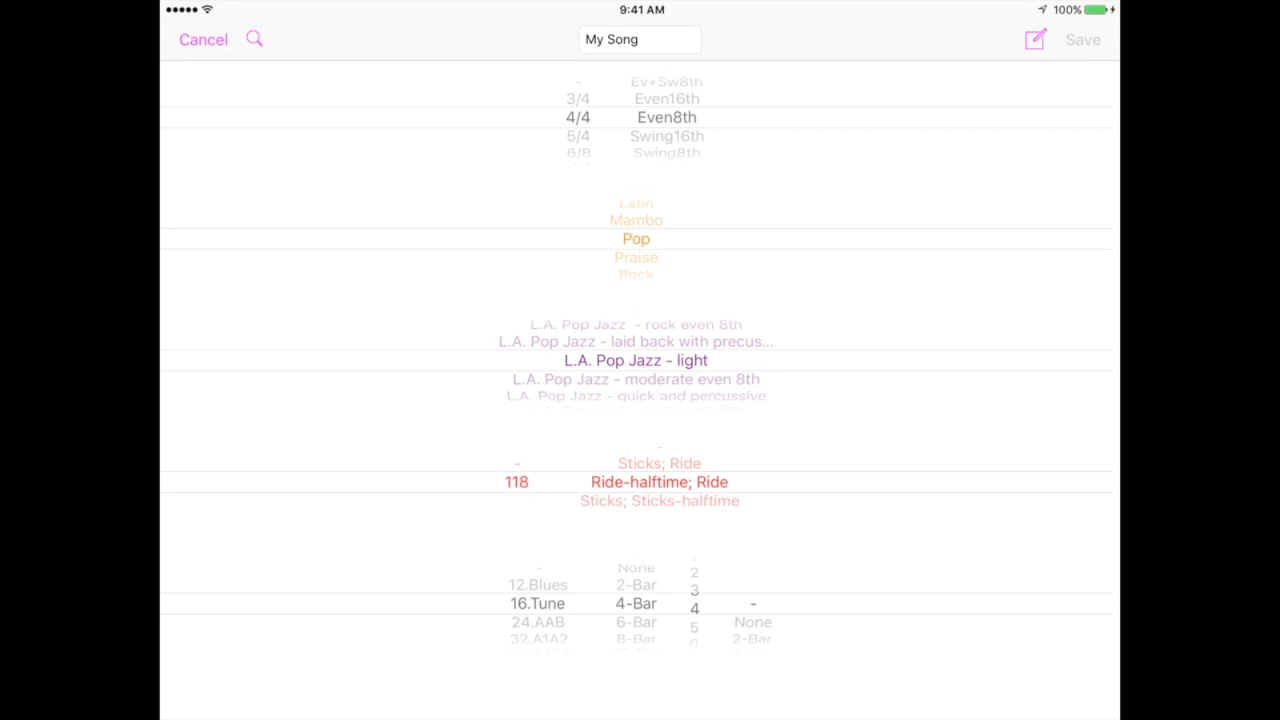 9:41 AM 100%
Cancel My Song Save
- Ev+Sw8th
3/4 Even16th
4/4 Even8th
5/4 Swing16th
6/8 Swing8th
Latin
Mambo
Pop
Praise
Rock
L.A. Pop Jazz - rock even 8th
L.A. Pop Jazz - laid back with precus...
L.A. Pop Jazz - light
L.A. Pop Jazz - moderate even 8th
L.A. Pop Jazz - quick and percussive
-
- Sticks; Ride
118 Ride-halftime; Ride
Sticks; Sticks-halftime
- None 2
12.Blues 2-Bar 3
16.Tune 4-Bar 4 -
24.AAB 6-Bar 5 None
32.A1A2 8-Bar 6 2-Bar